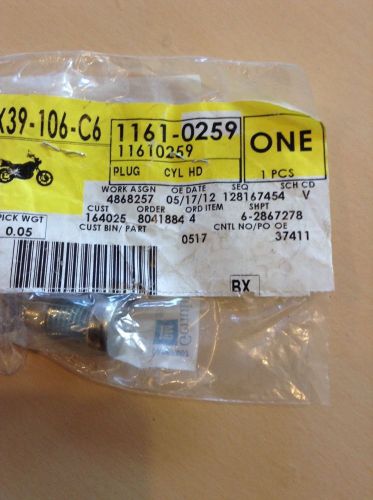 X39-106-C6
1161-0259
11610259
ONE
PLUG CYL HD
1 PCS
WORK ASGN OE DATE SEQ SCH CD
4868257 05/17/12 128167454 V
CUST ORDER ORD ITEM SHPT
164025 8041884 4 6-2867278
PICK WGT
0.05
CUST BIN/ PART CNTL NO/PO OE
0517 37411
BX